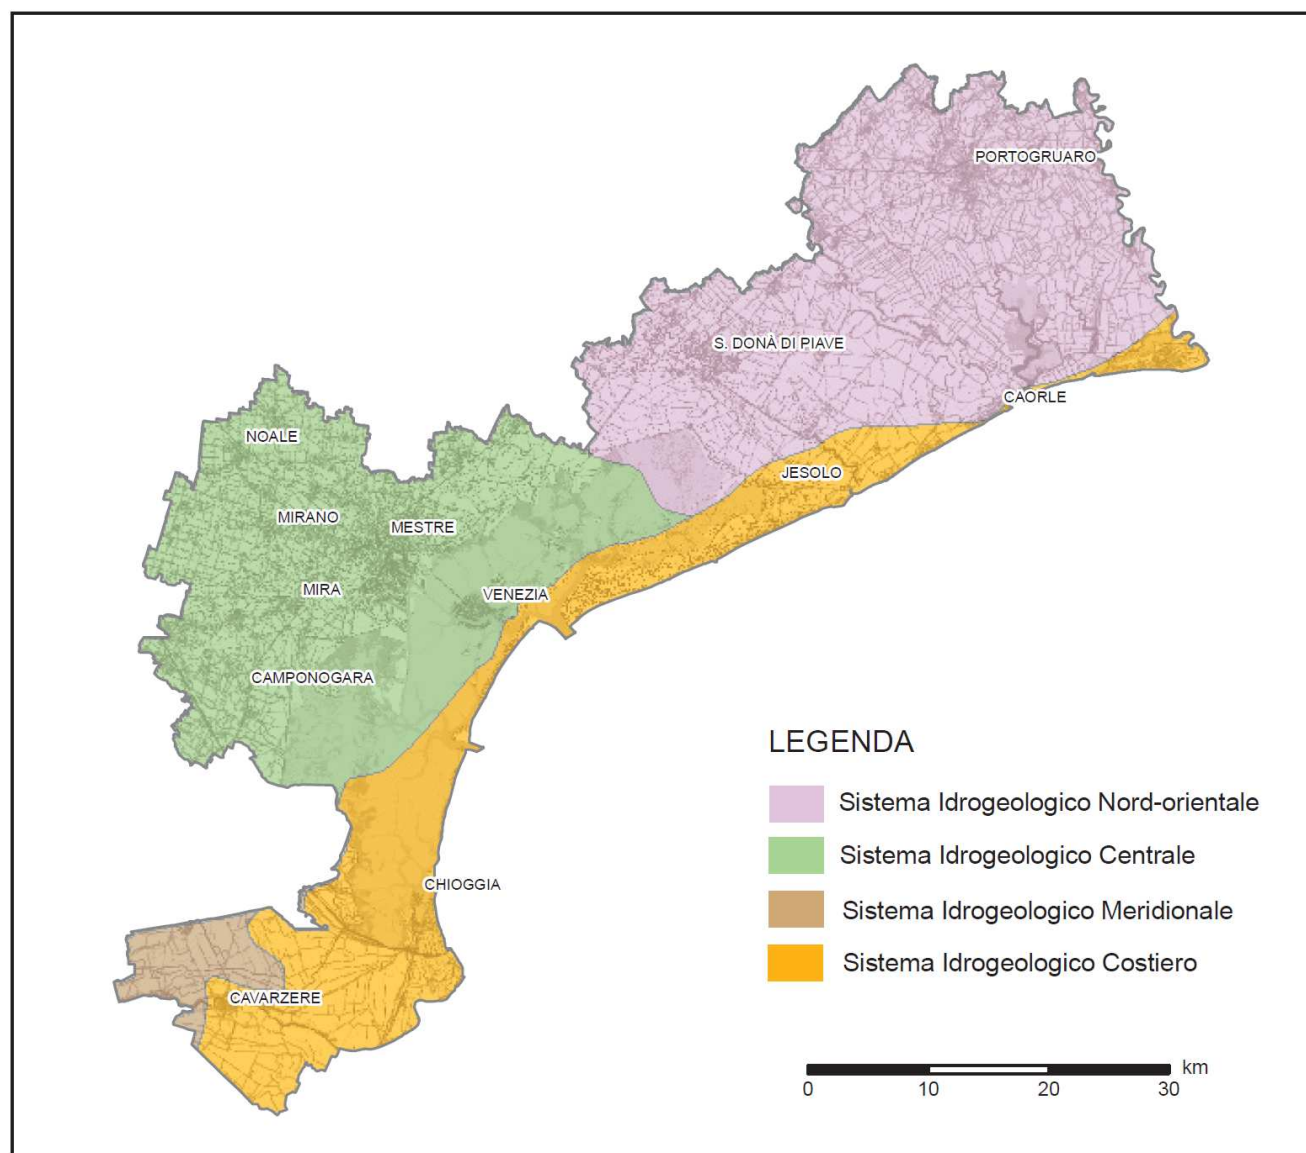 PORTOGRUARO
S. DONÀ DI PIAVE
CAORLE
NOALE
JESOLO
MIRANO
MESTRE
MIRA
VENEZIA
CAMPONOGARA
CHIOGGIA
CAVARZERE
LEGENDA
Sistema Idrogeologico Nord-orientale
Sistema Idrogeologico Centrale
Sistema Idrogeologico Meridionale
Sistema Idrogeologico Costiero
km
0 10 20 30